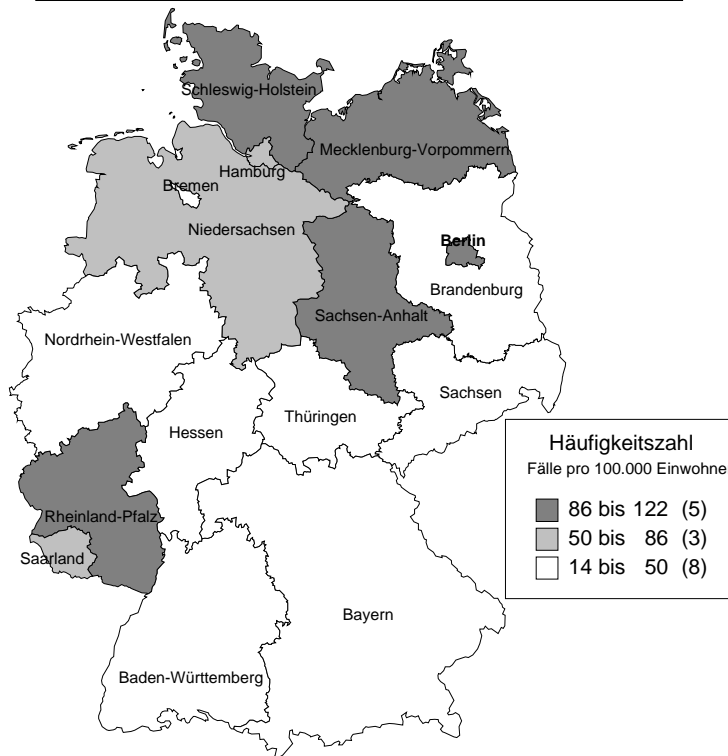 Schleswig-Holstein
Mecklenburg-Vorpommern
Hamburg
Bremen
Niedersachsen
Berlin
Brandenburg
Sachsen-Anhalt
Nordrhein-Westfalen
Sachsen
Thüringen
Hessen
Häufigkeitszahl
Fälle pro 100.000 Einwohne
86 bis 122 (5)
50 bis 86 (3)
14 bis 50 (8)
Rheinland-Pfalz
Saarland
Bayern
Baden-Württemberg